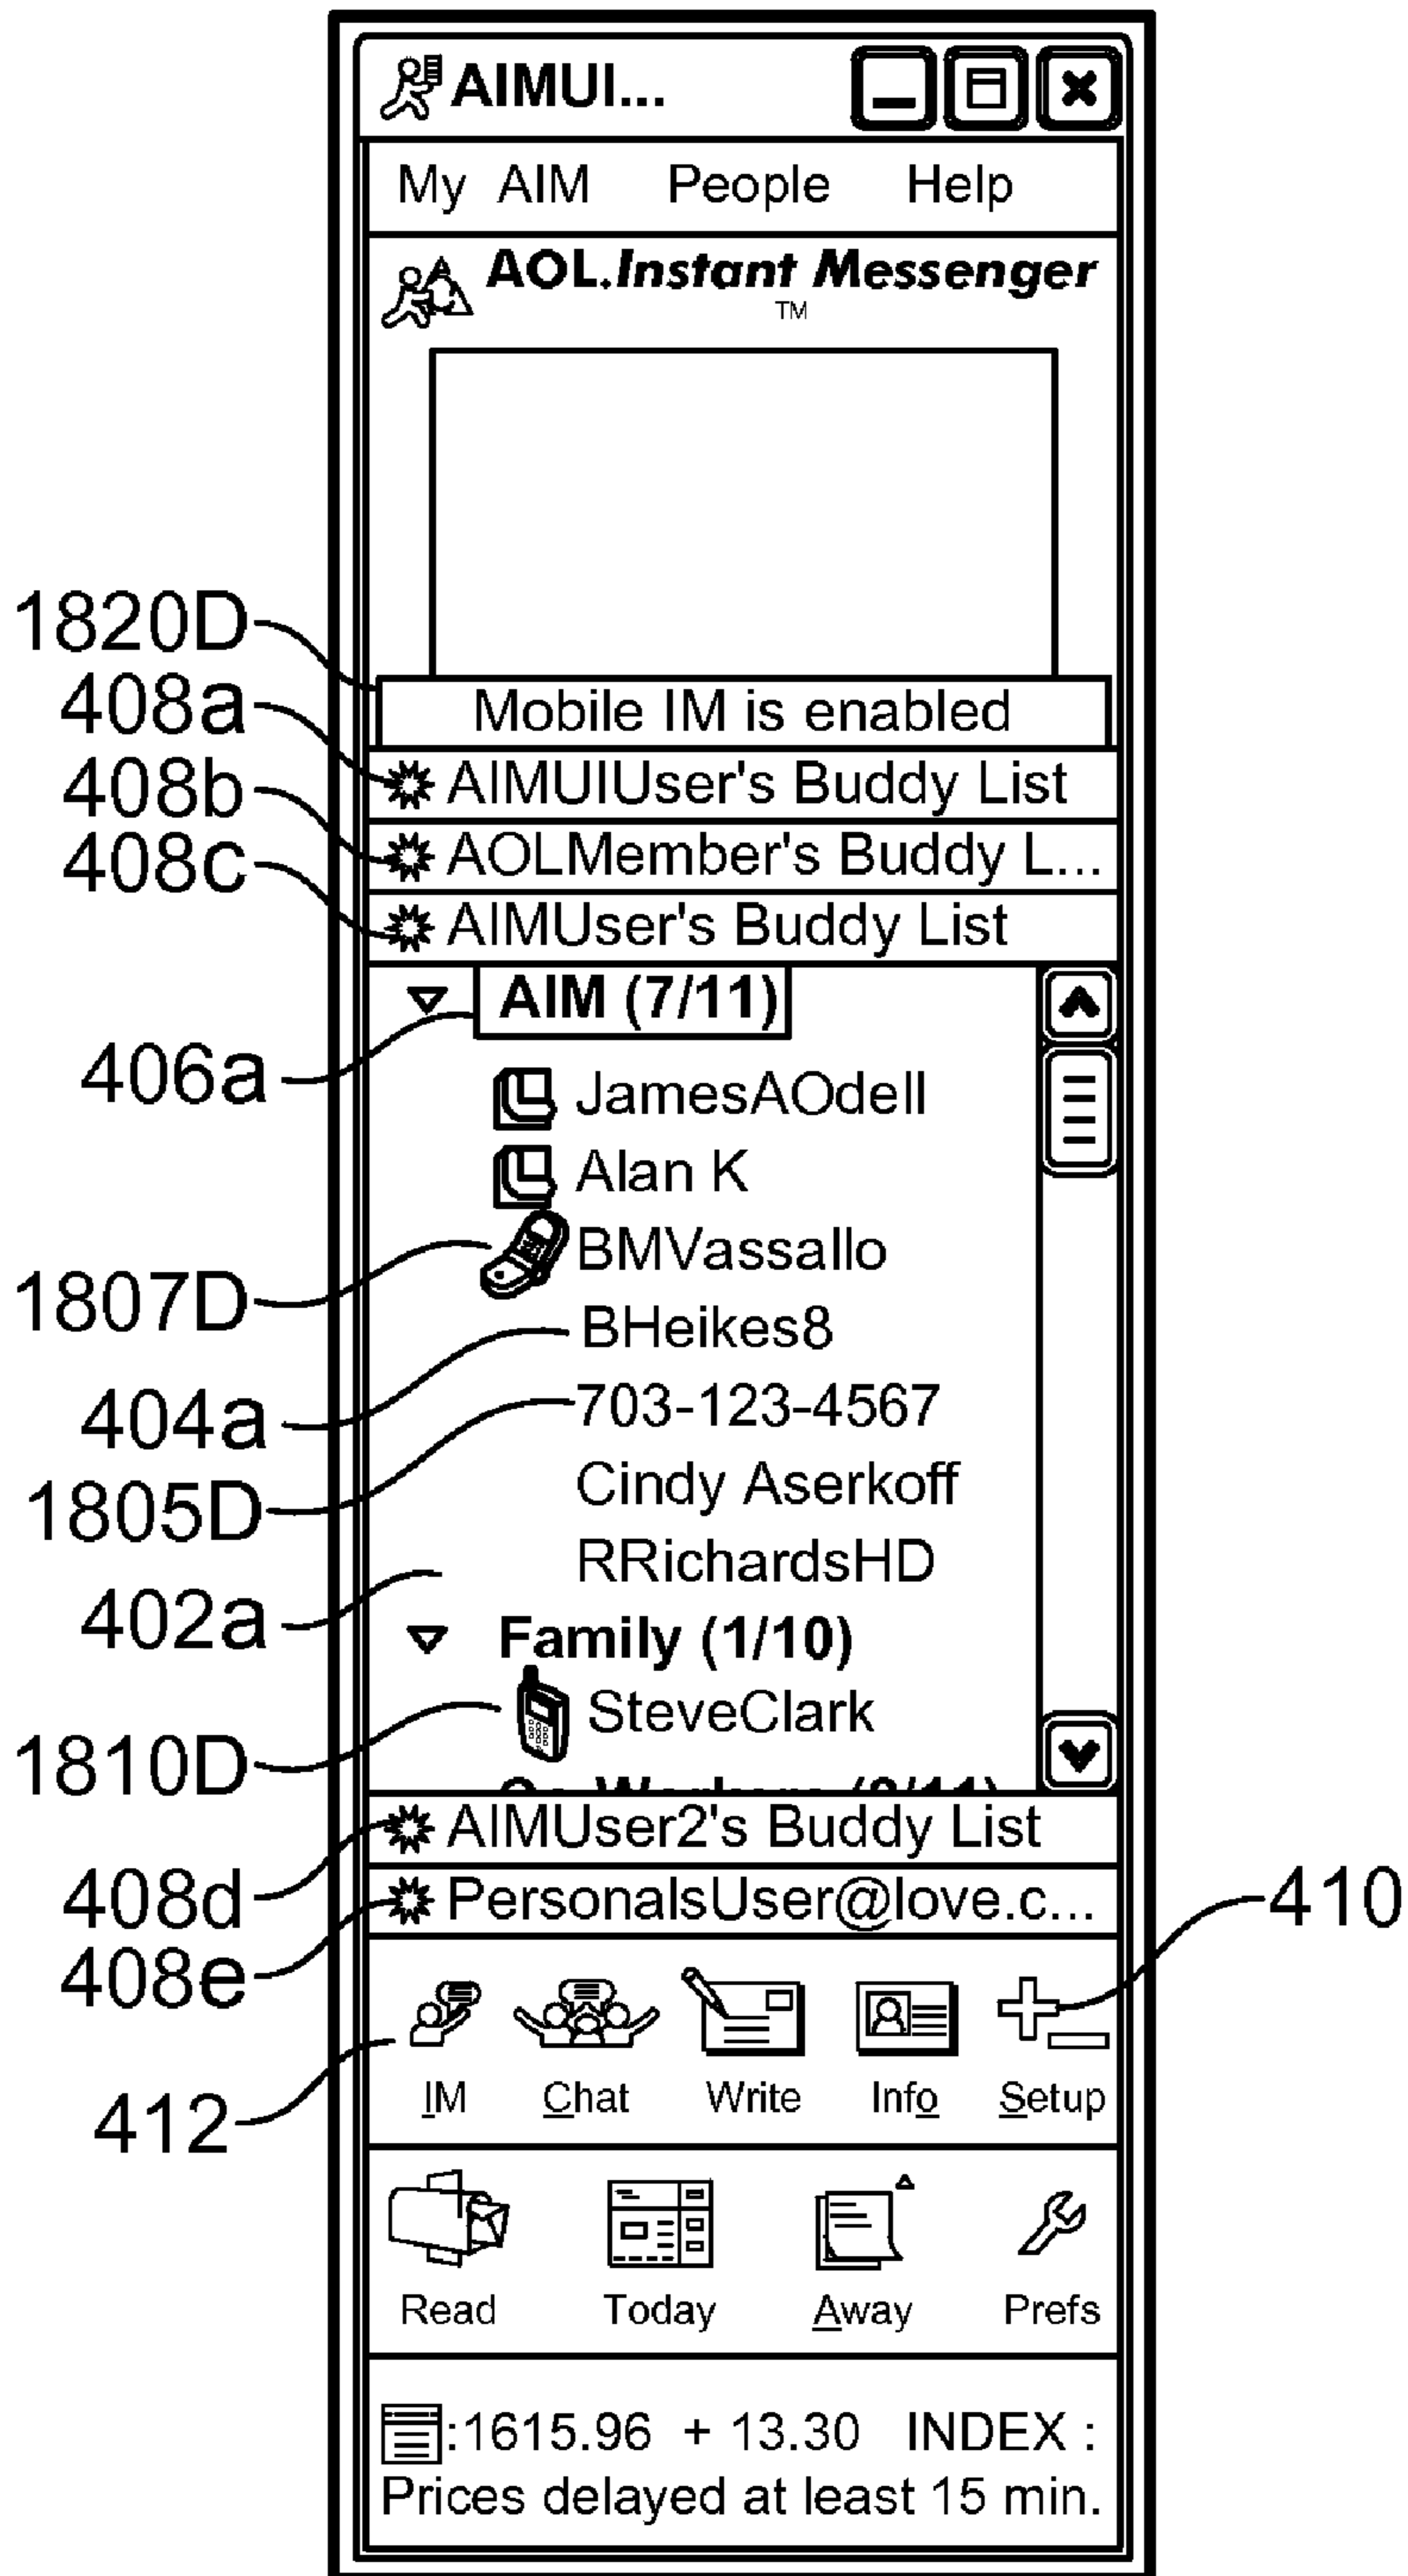 AIMUI...
My AIM People Help
AOL.Instant Messenger
TM
1820D
Mobile IM is enabled
408a
AIMUIUser's Buddy List
408b
AOLMember's Buddy L...
408c
AIMUser's Buddy List
AIM (7/11)
406a
JamesAOdell
Alan K
BMVassallo
1807D
BHeikes8
404a
703-123-4567
1805D
Cindy Aserkoff
RRichardsHD
402a
Family (1/10)
SteveClark
1810D
AIMUser2's Buddy List
408d
PersonalsUser@love.c...
410
408e
IM Chat Write Info Setup
412
Read Today Away Prefs
:1615.96 + 13.30 INDEX :
Prices delayed at least 15 min.